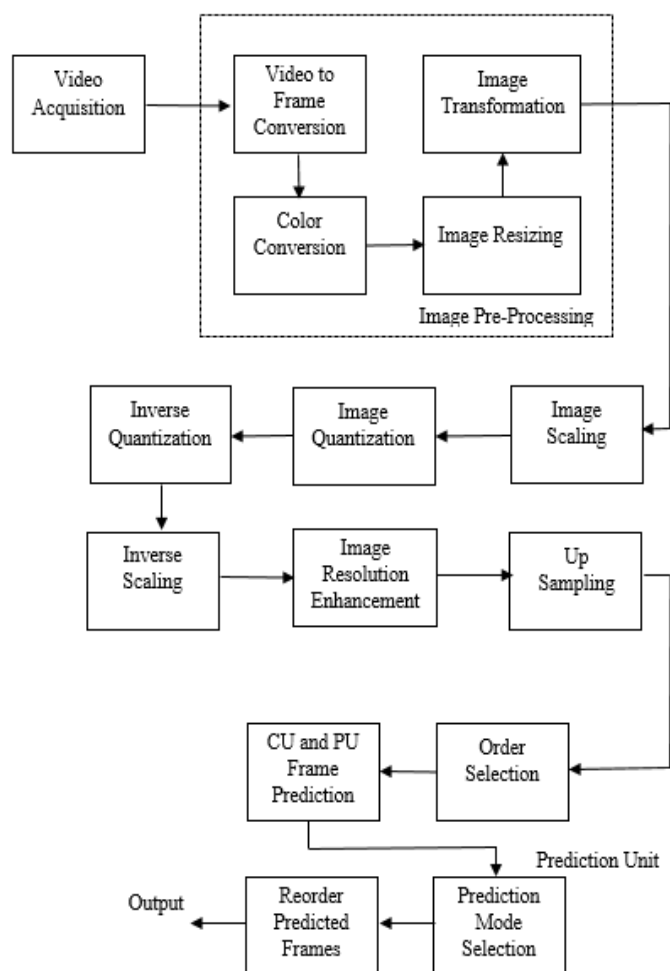 Video
Acquisition
Video to
Frame
Conversion
Image
Transformation
Color
Conversion
Image Resizing
Image Pre-Processing
Inverse
Quantization
Image
Quantization
Image
Scaling
Inverse
Scaling
Image
Resolution
Enhancement
Up
Sampling
CU and PU
Frame
Prediction
Order
Selection
Prediction Unit
Output
Reorder
Predicted
Frames
Prediction
Mode
Selection